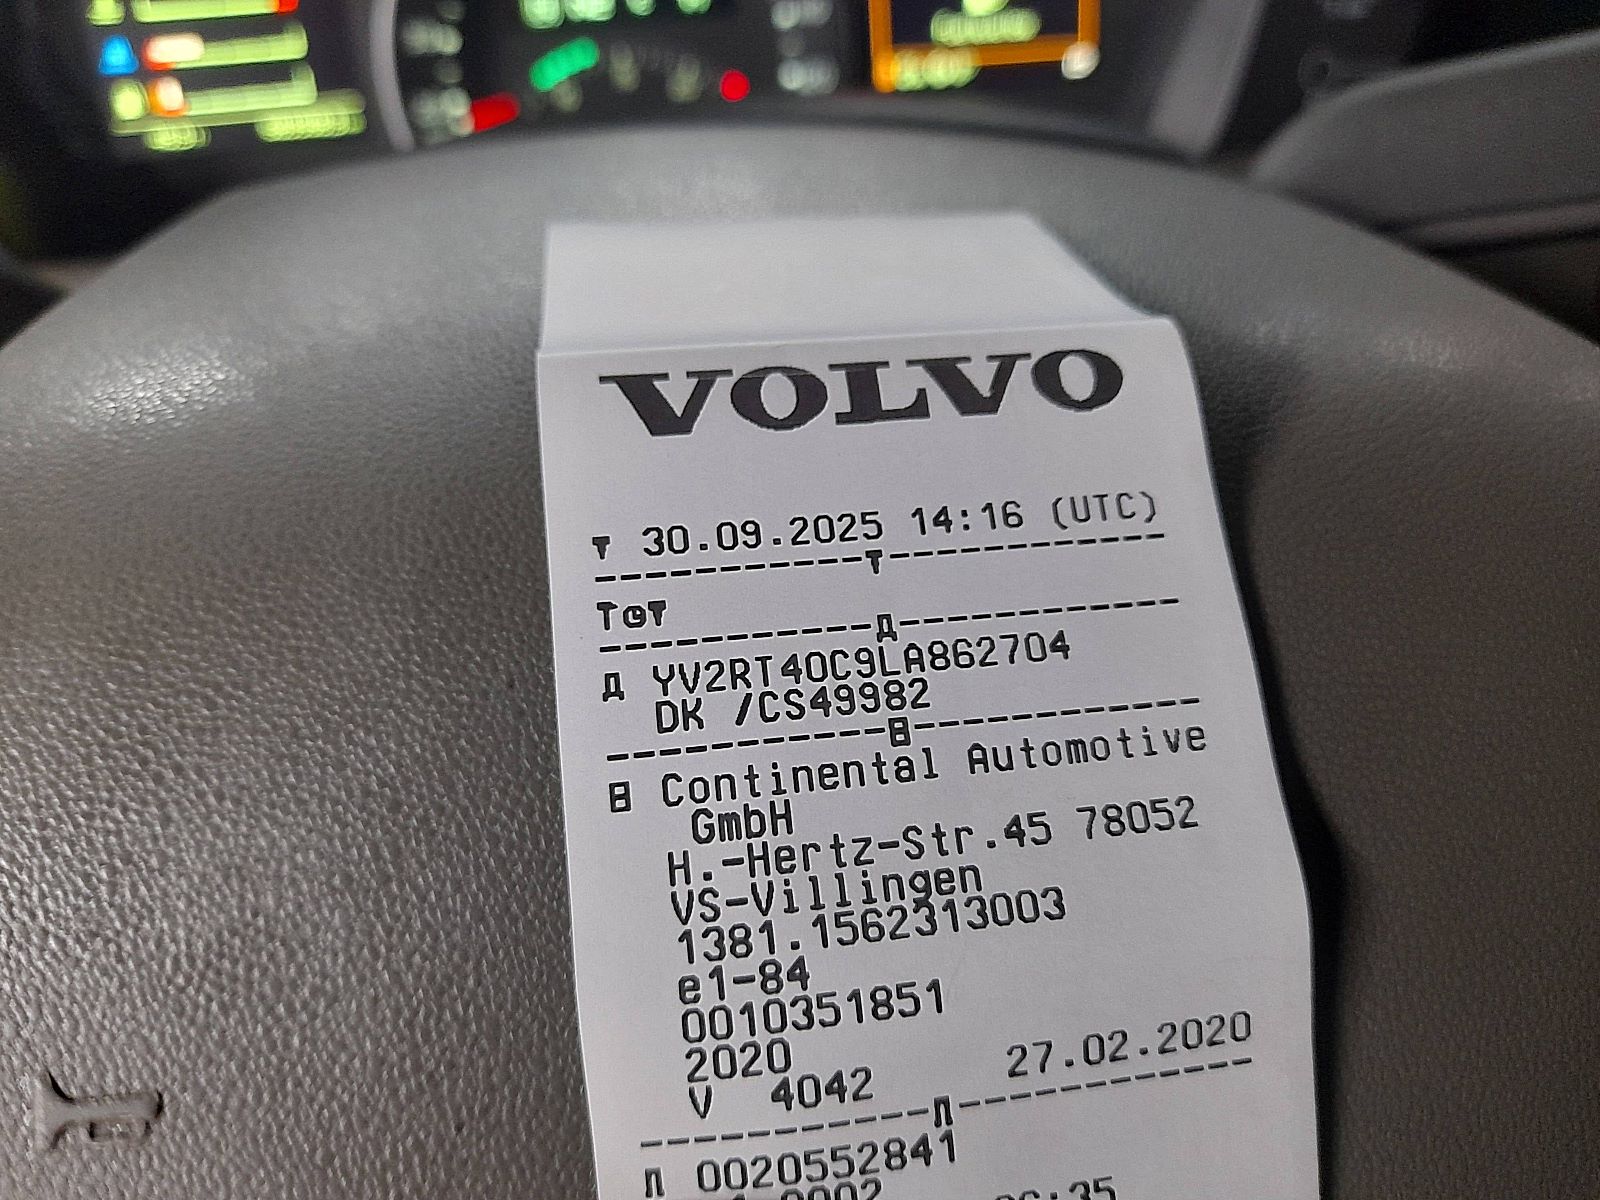 VOLVO
30.09.2025 14:16 (UTC)
YV2RT40C9LA862704
DK /CS49982
Continental Automotive
GmbH
H.-Hertz-Str.45 78052
VS-Villingen
1381.1562313003
e1-84
0010351851
2020
V 4042 27.02.2020
0020552841